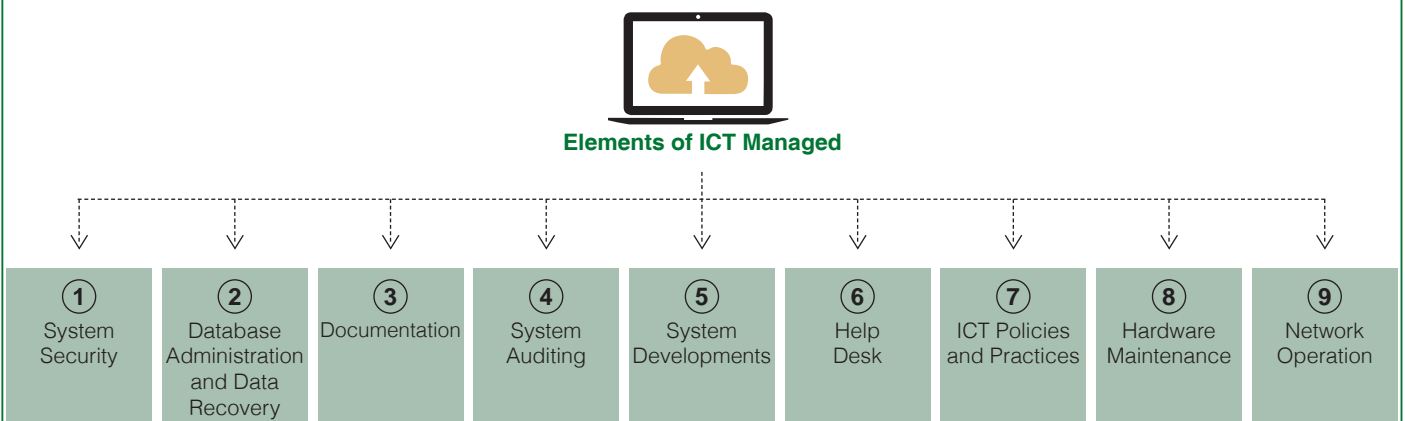 Elements of ICT Managed
1
System
Security
2
Database
Administration
and Data
Recovery
3
Documentation
4
System
Auditing
5
System
Developments
6
Help
Desk
7
ICT Policies
and Practices
8
Hardware
Maintenance
9
Network
Operation